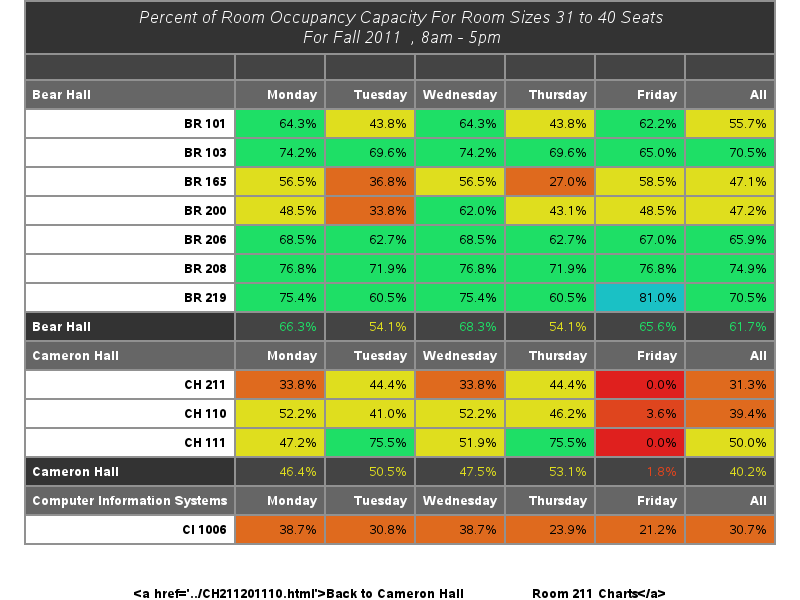 Percent of Room Occupancy Capacity For Room Sizes 31 to 40 Seats
For Fall 2011  , 8am - 5pm
Bear Hall Monday Tuesday Wednesday Thursday Friday All
BR 101 64.3% 43.8% 64.3% 43.8% 62.2% 55.7%
BR 103 74.2% 69.6% 74.2% 69.6% 65.0% 70.5%
BR 165 56.5% 36.8% 56.5% 27.0% 58.5% 47.1%
BR 200 48.5% 33.8% 62.0% 43.1% 48.5% 47.2%
BR 206 68.5% 62.7% 68.5% 62.7% 67.0% 65.9%
BR 208 76.8% 71.9% 76.8% 71.9% 76.8% 74.9%
BR 219 75.4% 60.5% 75.4% 60.5% 81.0% 70.5%
Bear Hall 66.3% 54.1% 68.3% 54.1% 65.6% 61.7%
Cameron Hall Monday Tuesday Wednesday Thursday Friday All
CH 211 33.8% 44.4% 33.8% 44.4% 0.0% 31.3%
CH 110 52.2% 41.0% 52.2% 46.2% 3.6% 39.4%
CH 111 47.2% 75.5% 51.9% 75.5% 0.0% 50.0%
Cameron Hall 46.4% 50.5% 47.5% 53.1% 1.8% 40.2%
Computer Information Systems Monday Tuesday Wednesday Thursday Friday All
CI 1006 38.7% 30.8% 38.7% 23.9% 21.2% 30.7%
<a href='../CH211201110.html'>Back to Cameron Hall Room 211 Charts</a>